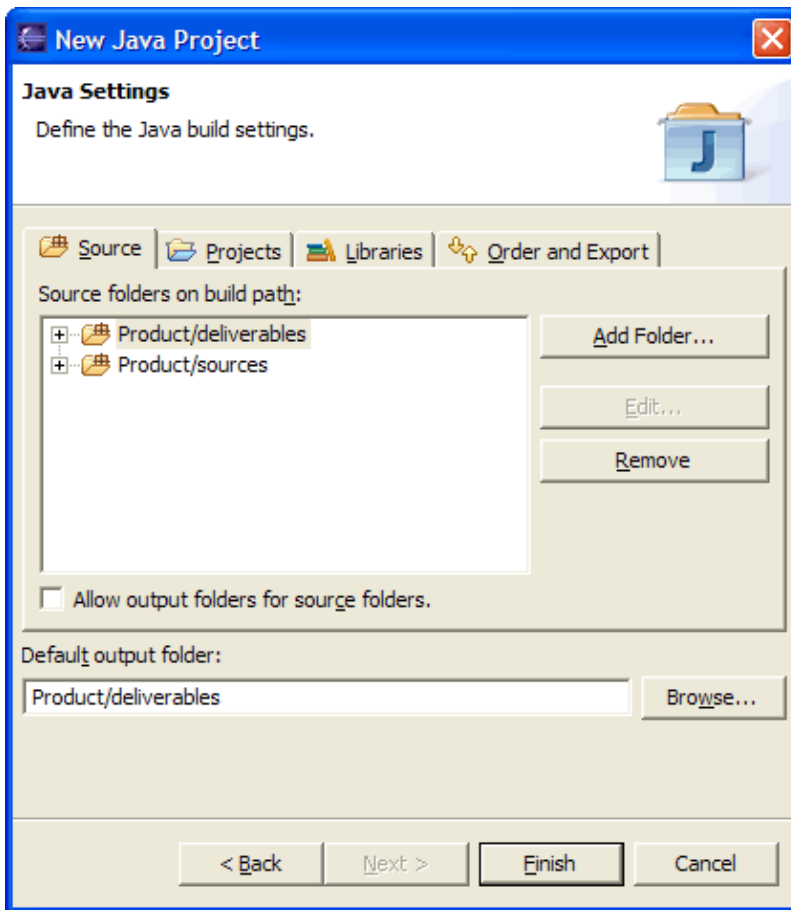 New Java Project
Java Settings
Define the Java build settings.
J
Source Projects Libraries Order and Export
Source folders on build path:
Product/deliverables
Product/sources
Add Folder...
Edit...
Remove
Allow output folders for source folders.
Default output folder:
Product/deliverables
Browse...
< Back Next > Finish Cancel